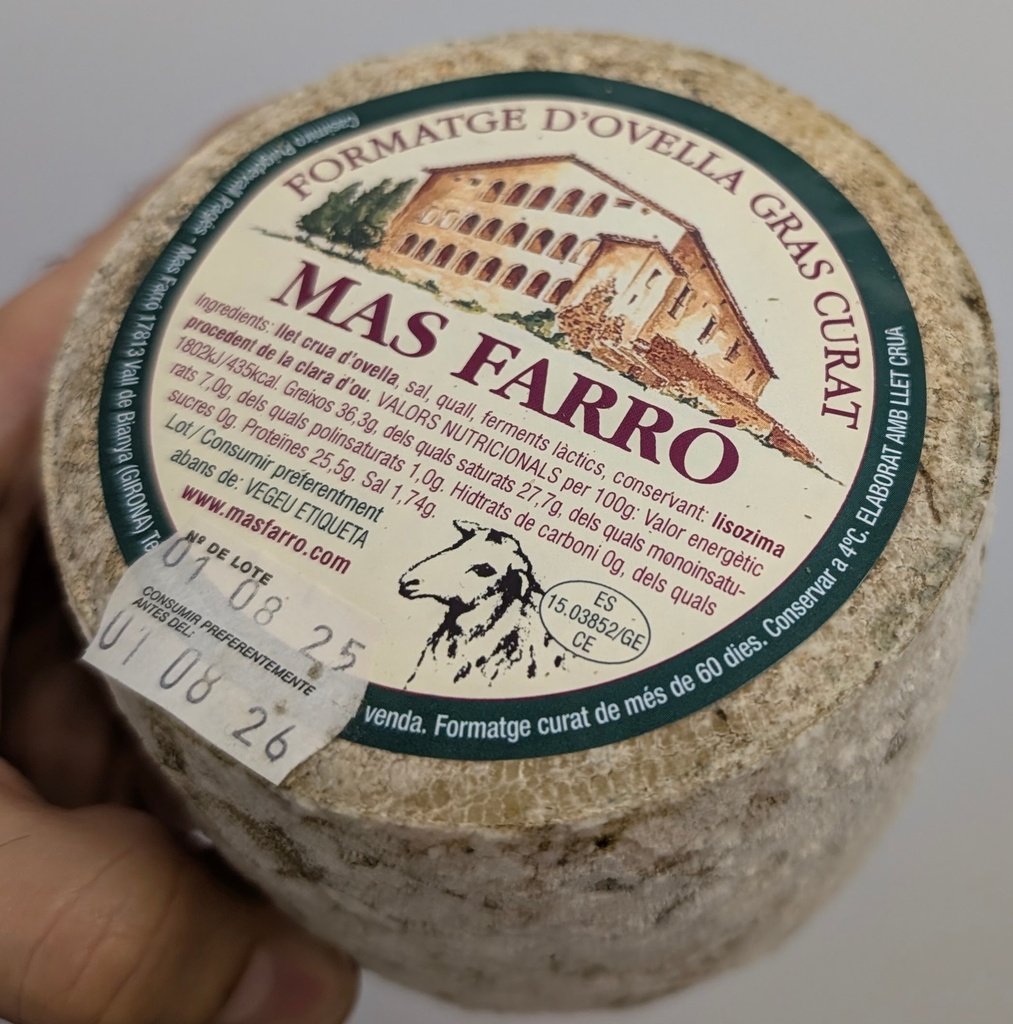 FORMATGE D'OVELLA GRAS CURAT
MAS FARRÓ
Ingredients: llet crua d'ovella, sal, quall, ferments làctics, conservant: lisozima
procedent de la clara d'ou. VALORS NUTRICIONALS per 100g: Valor energètic
1802kJ/435kcal. Greixos 36,3g, dels quals saturats 27,7g, dels quals monoinsatu-
rats 7,0g, dels quals polinsaturats 1,0g. Hidtrats de carboni 0g, dels quals
sucres 0g. Proteïnes 25,5g. Sal 1,74g.
Lot / Consumir preferentment
abans de: VEGEU ETIQUETA
www.masfarro.com
ES
15.03852/GE
CE
Nº DE LOTE
01 08 25
CONSUMIR PREFERENTEMENTE
ANTES DEL:
01 08 26
Mas Farró 17813 Vall de Bianya (GIRONA)
venda. Formatge curat de més de 60 dies. Conservar a 4ºC. ELABORAT AMB LLET CRUA